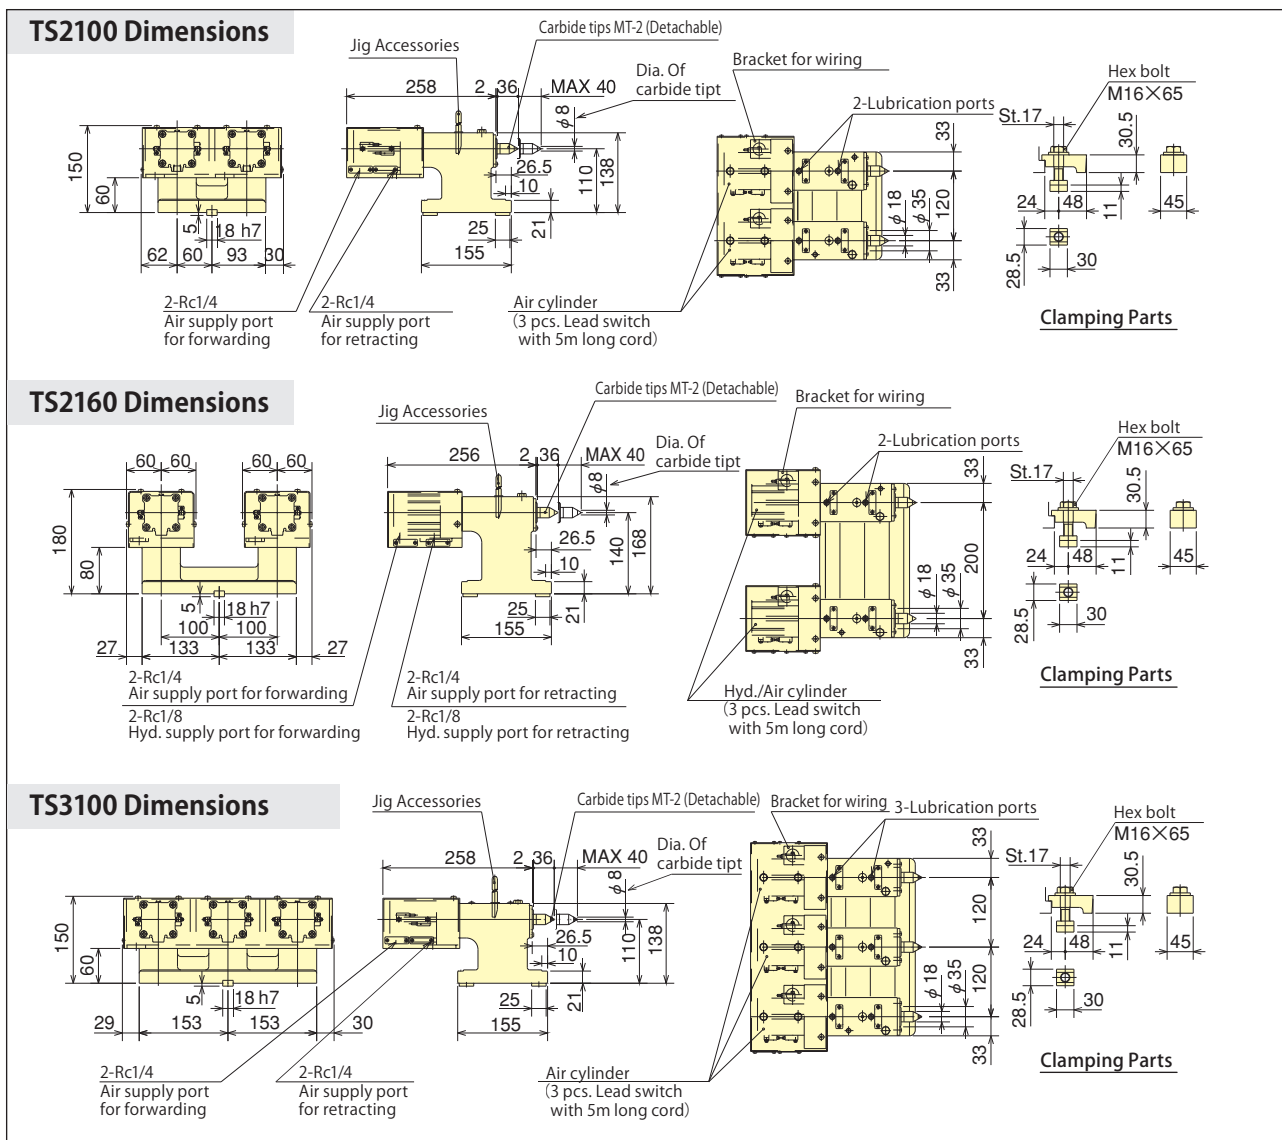 TS2100 Dimensions
Jig Accessories
Carbide tips MT-2 (Detachable)
Dia. Of
carbide tipt
Bracket for wiring
2-Lubrication ports
Hex bolt
M16×65
St.17
258
2
36
MAX 40
φ8
150
60
5
18 h7
62
60
93
30
26.5
10
110
138
25
21
155
33
φ18
φ35
120
33
30.5
24
48
11
45
28.5
30
2-Rc1/4
Air supply port
for forwarding
2-Rc1/4
Air supply port
for retracting
Air cylinder
(3 pcs. Lead switch
with 5m long cord)
Clamping Parts
TS2160 Dimensions
Jig Accessories
Carbide tips MT-2 (Detachable)
Dia. Of
carbide tipt
Bracket for wiring
2-Lubrication ports
Hex bolt
M16×65
St.17
60
60
60
60
256
2
36
MAX 40
φ8
180
80
5
18 h7
100
100
27
133
133
27
26.5
10
140
168
25
21
155
33
φ18
φ35
200
33
30.5
24
48
11
45
28.5
30
2-Rc1/4
Air supply port for forwarding
2-Rc1/8
Hyd. supply port for forwarding
2-Rc1/4
Air supply port for retracting
2-Rc1/8
Hyd. supply port for retracting
Hyd./Air cylinder
(3 pcs. Lead switch
with 5m long cord)
Clamping Parts
TS3100 Dimensions
Jig Accessories
Carbide tips MT-2 (Detachable)
Dia. Of
carbide tipt
Bracket for wiring
3-Lubrication ports
Hex bolt
M16×65
St.17
258
2
36
MAX 40
φ8
150
60
5
18 h7
29
153
153
30
26.5
10
110
138
25
21
155
33
120
φ18
φ35
120
33
30.5
24
48
11
45
28.5
30
2-Rc1/4
Air supply port
for forwarding
2-Rc1/4
Air supply port
for retracting
Air cylinder
(3 pcs. Lead switch
with 5m long cord)
Clamping Parts